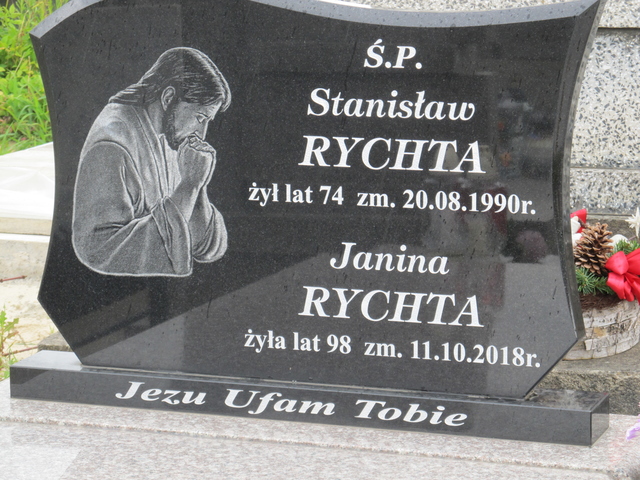 Ś.P.
Stanisław
RYCHTA
żył lat 74 zm. 20.08.1990r.
Janina
RYCHTA
żyła lat 98 zm. 11.10.2018r.
Jezu Ufam Tobie